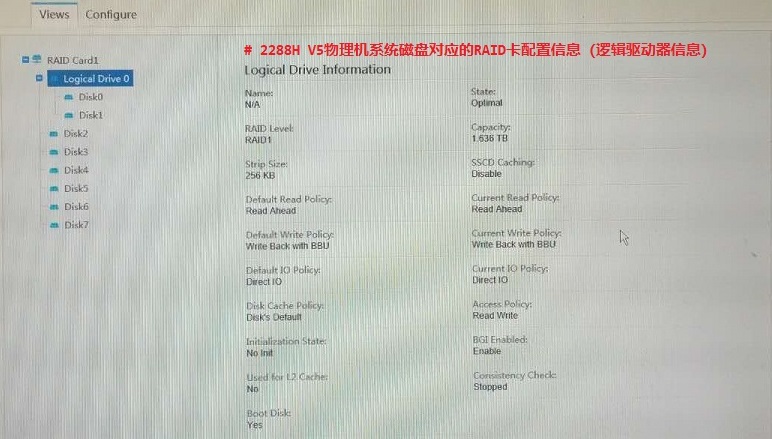 Views Configure
# 2288H V5物理机系统磁盘对应的RAID卡配置信息 (逻辑驱动器信息)
RAID Card1
Logical Drive 0
Disk0
Disk1
Disk2
Disk3
Disk4
Disk5
Disk6
Disk7
Logical Drive Information
Name:
N/A
State:
Optimal
RAID Level:
RAID1
Capacity:
1.636 TB
Strip Size:
256 KB
SSCD Caching:
Disable
Default Read Policy:
Read Ahead
Current Read Policy:
Read Ahead
Default Write Policy:
Write Back with BBU
Current Write Policy:
Write Back with BBU
Default IO Policy:
Direct IO
Current IO Policy:
Direct IO
Disk Cache Policy:
Disk's Default
Access Policy:
Read Write
Initialization State:
No Init
BGI Enabled:
Enable
Used for L2 Cache:
No
Consistency Check:
Stopped
Boot Disk:
Yes